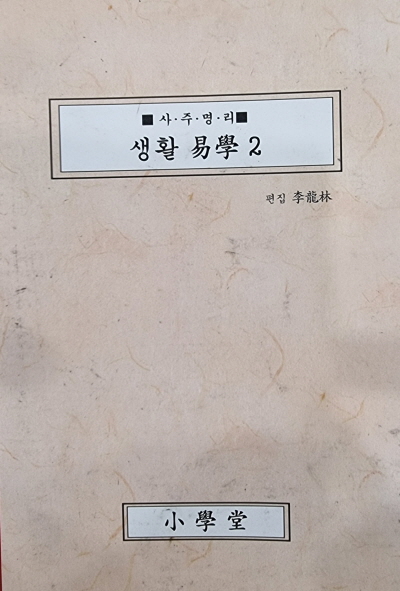 ■ 사·주·명·리■
생활 易學 2
편집 李龍林
小學堂